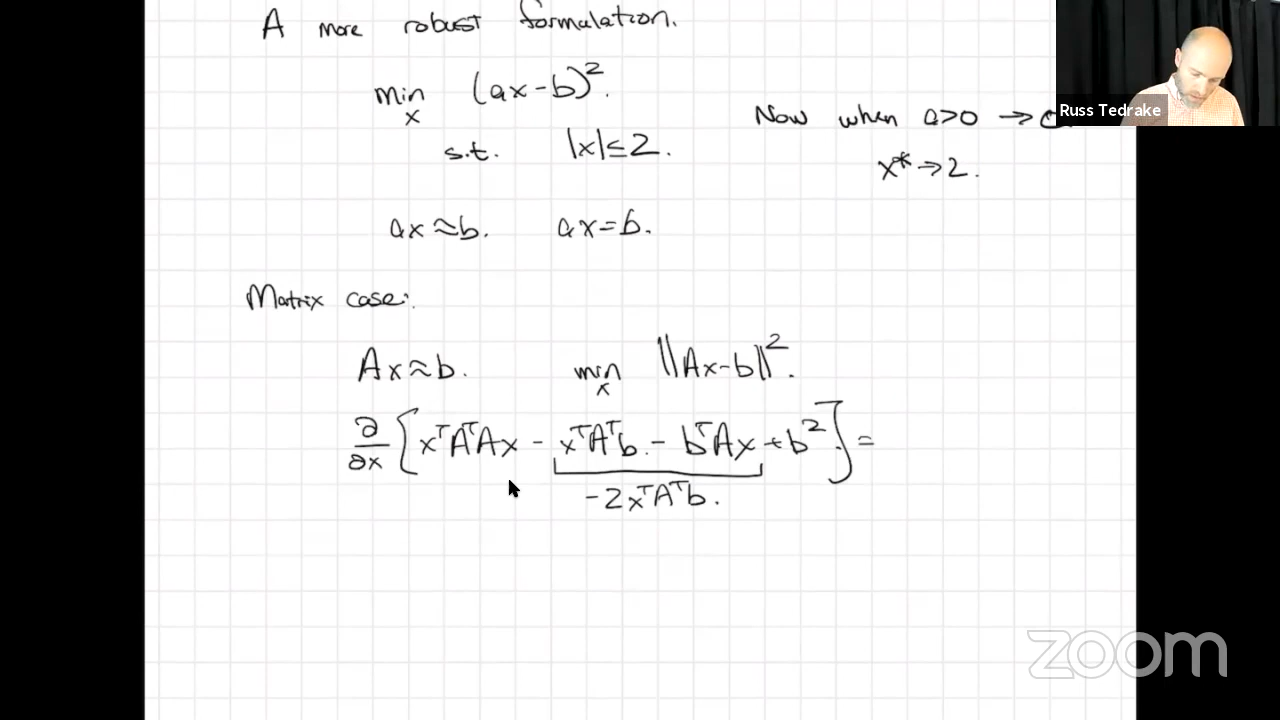 A more robust formulation.
min (ax-b)².
x
s.t. |x|≤2.
Now when a>0 →
x* → 2.
ax≈b. ax=b.
Matrix case:
Ax≈b. min ||Ax-b||².
x
∂/∂x [xᵀAᵀAx - xᵀAᵀb. - bᵀAx + b²] =
-2xᵀAᵀb.
Russ Tedrake
zoom